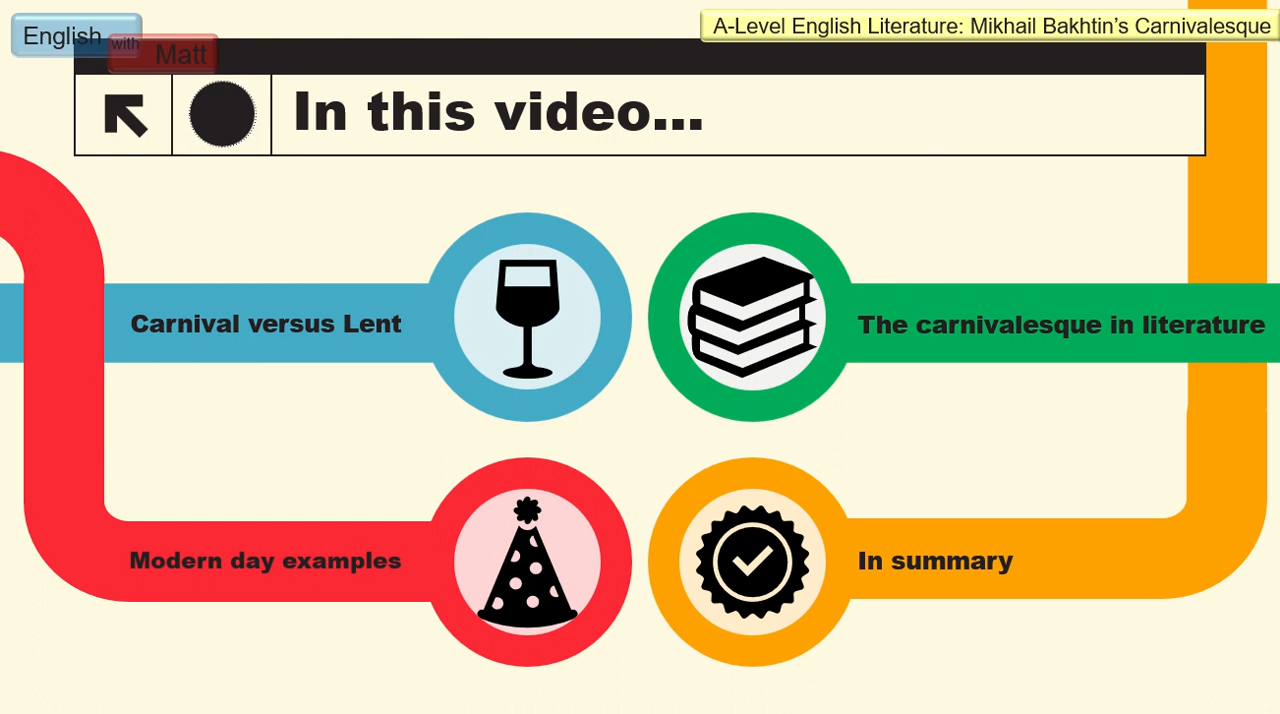 English with Matt
A-Level English Literature: Mikhail Bakhtin’s Carnivalesque
In this video...
Carnival versus Lent
The carnivalesque in literature
Modern day examples
In summary